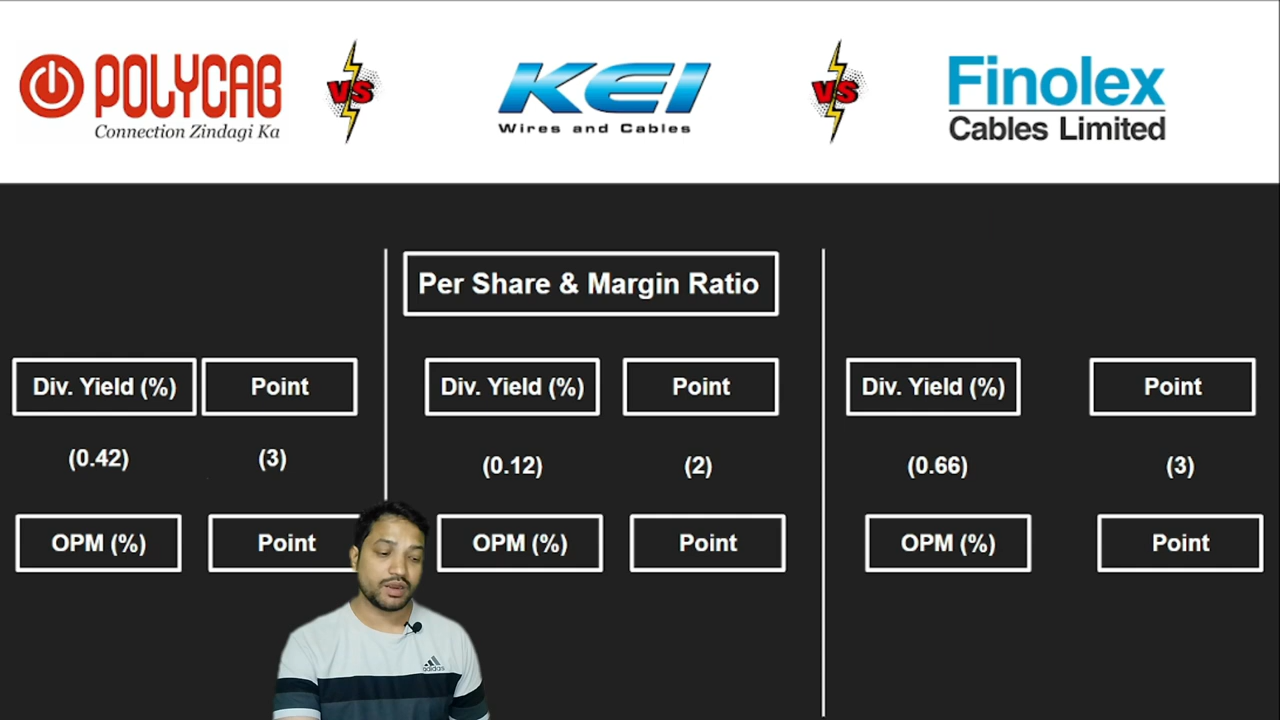 POLYCAB
Connection Zindagi Ka
VS
KEI
Wires and Cables
VS
Finolex
Cables Limited
Per Share & Margin Ratio
Div. Yield (%) Point
Div. Yield (%) Point
Div. Yield (%) Point
(0.42) (3)
(0.12) (2)
(0.66) (3)
OPM (%) Point
OPM (%) Point
OPM (%) Point
adidas